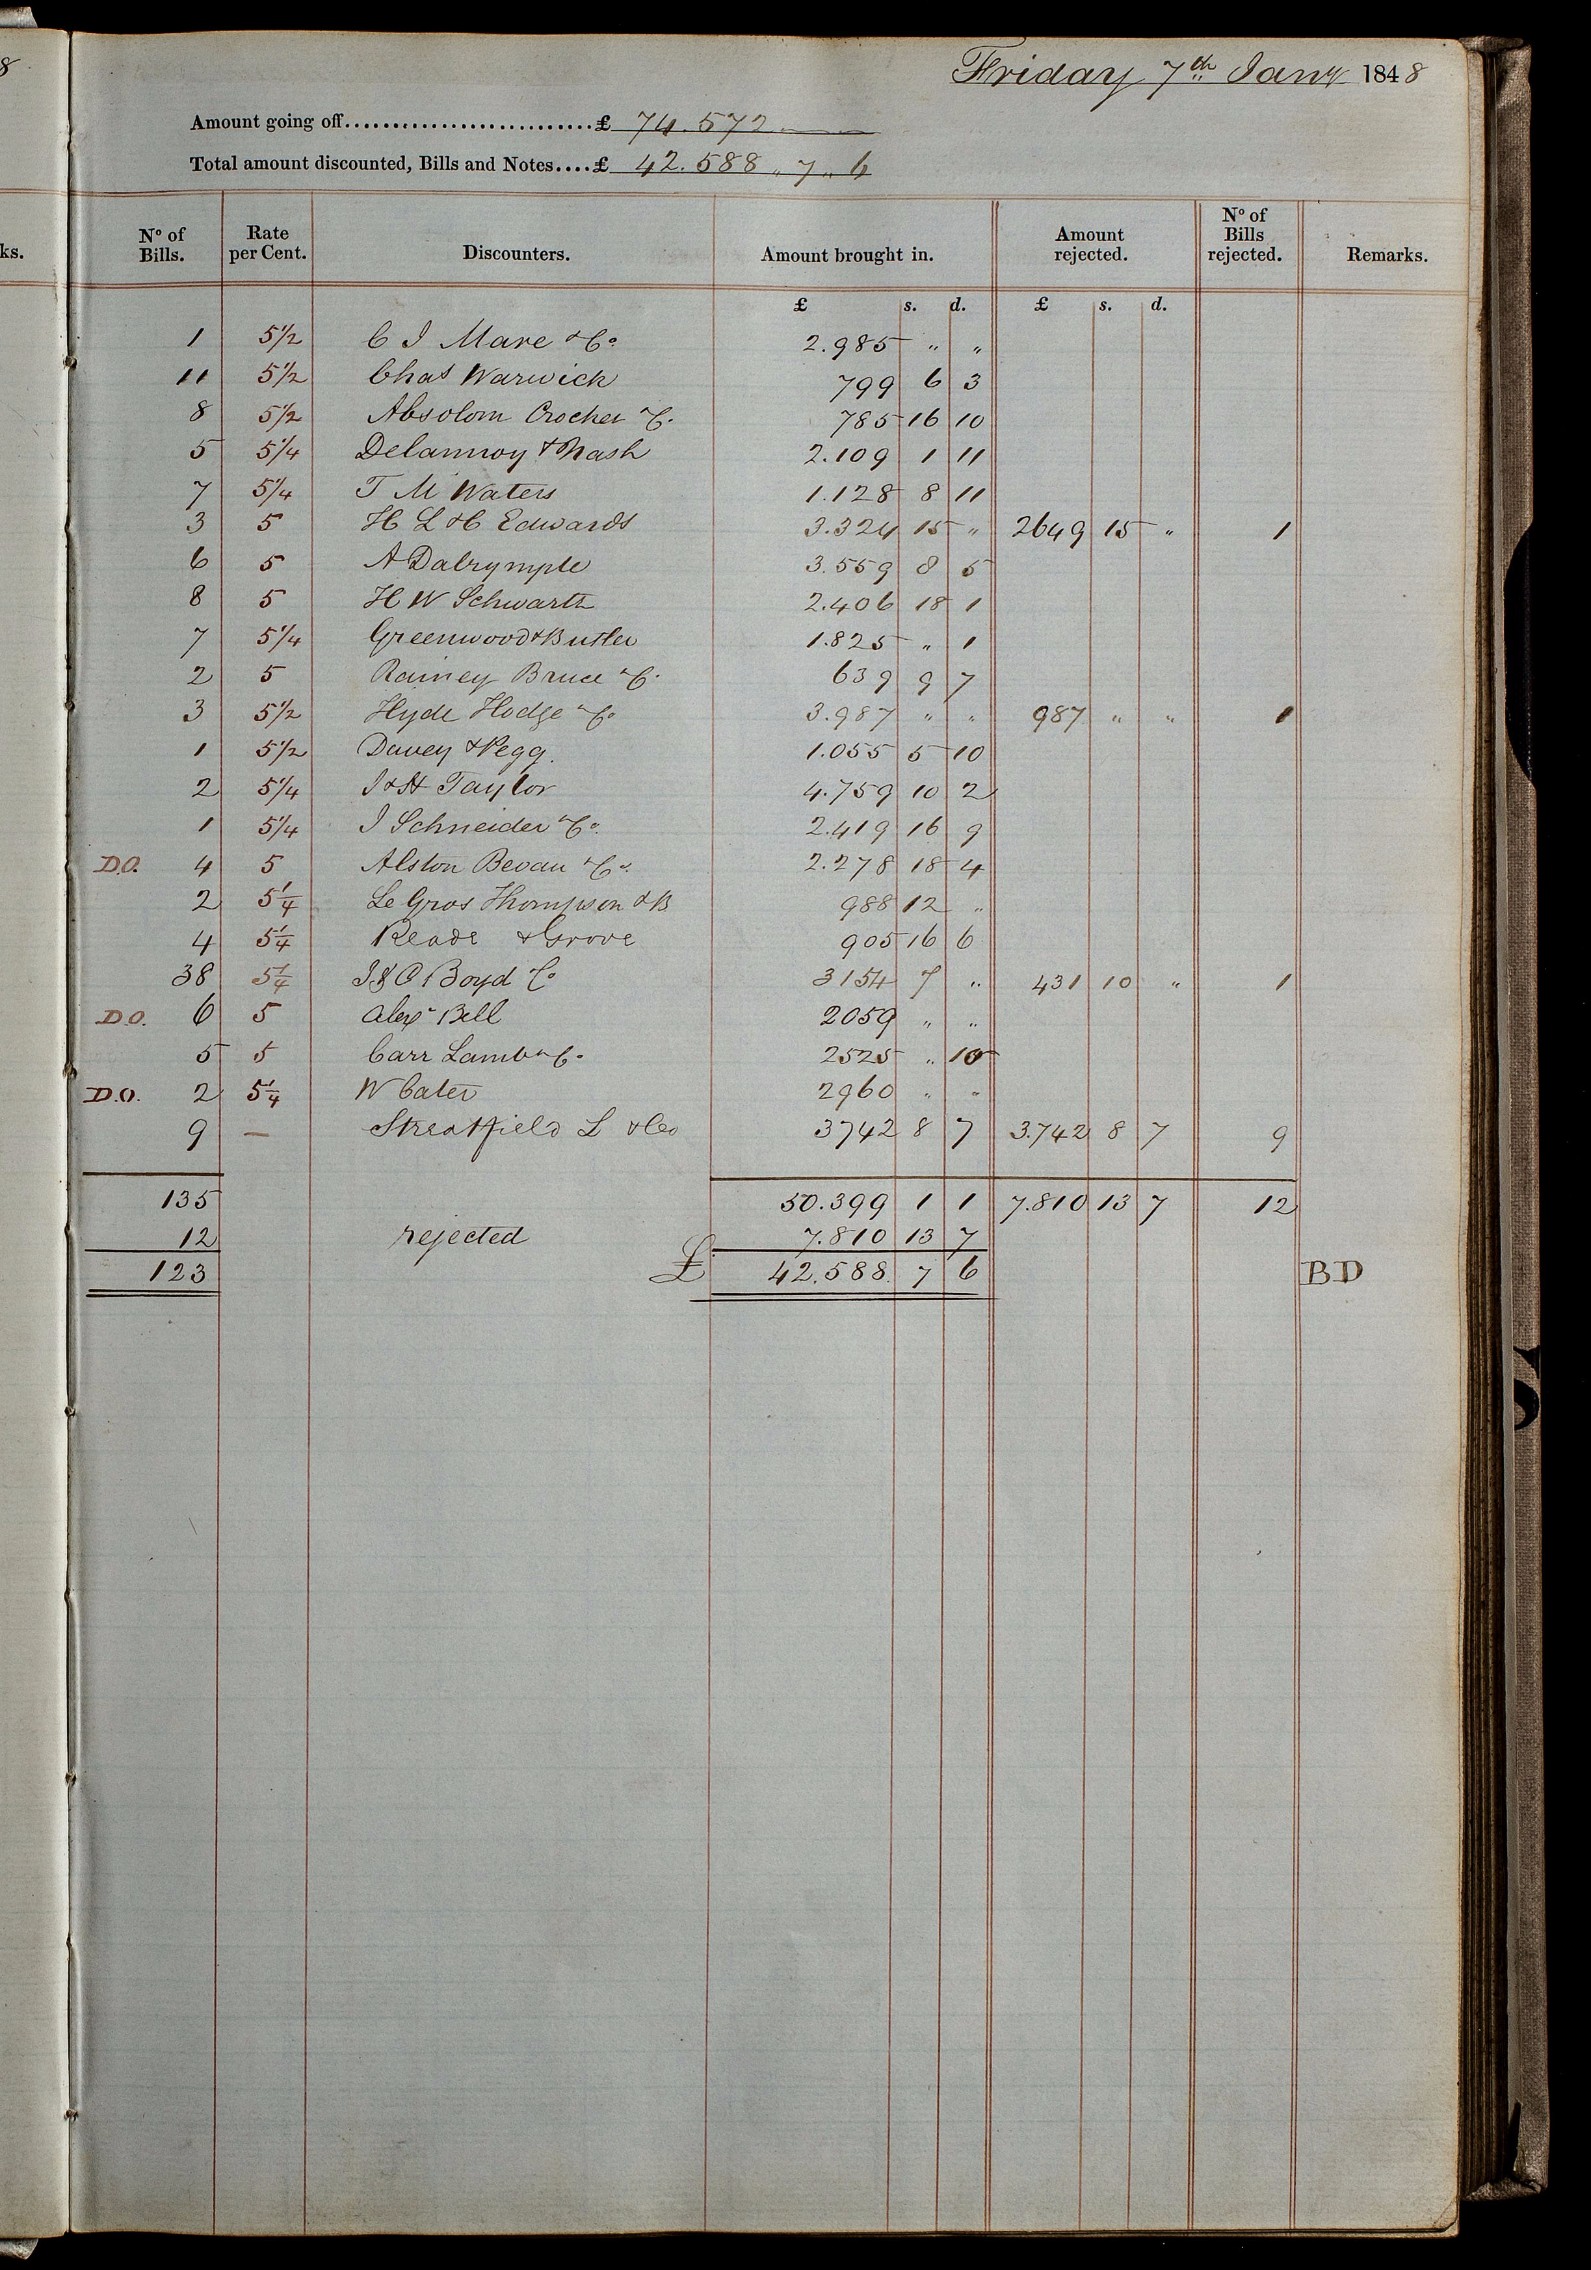 8
ks.
Friday 7th Jany 1848
Amount going off..........................£ 74.572
Total amount discounted, Bills and Notes....£ 42.588 " 7 " 6
No of Bills. Rate per Cent. Discounters. Amount brought in. Amount rejected. No of Bills rejected. Remarks.
£ s. d. £ s. d.
1 5½ C J Mare & Co 2.985 " "
11 5½ Chas Warwick 799 6 3
8 5½ Absolom Crocker & C. 785 16 10
5 5¼ Delannoy & Nash 2.109 1 11
7 5¼ T M Waters 1.128 8 11
3 5 H L & C Edwards 3.324 15 " 2649 15 " 1
6 5 A Dalrymple 3.559 8 5
8 5 H W Schwartz 2.406 18 1
7 5¼ Greenwood & Butler 1.825 " 1
2 5 Rainey Bruce & C. 639 9 7
3 5½ Hyde Hodge & Co 3.987 " " 987 " " 1
1 5½ Davey & Pegg. 1.055 5 10
2 5¼ J & H Taylor 4.759 10 2
1 5¼ J Schneider & Co. 2.419 16 9
D.O. 4 5 Alston Bevan & Co. 2.278 18 4
2 5¼ Le Gros Thompson & B 988 12 "
4 5¼ Reade & Grove 905 16 6
38 5¼ J & C Boyd & Co 3154 7 " 431 10 " 1
D.O. 6 5 Alexr Bell 2059 " "
5 5 Carr Lamb & C. 2525 " 10
D.O. 2 5¼ W Cater 2960 " "
9 — Streatfield L & Co 3742 8 7 3.742 8 7 9
135 50.399 1 1 7.810 13 7 12
12 rejected 7.810 13 7
123 £ 42.588. 7 6 BD